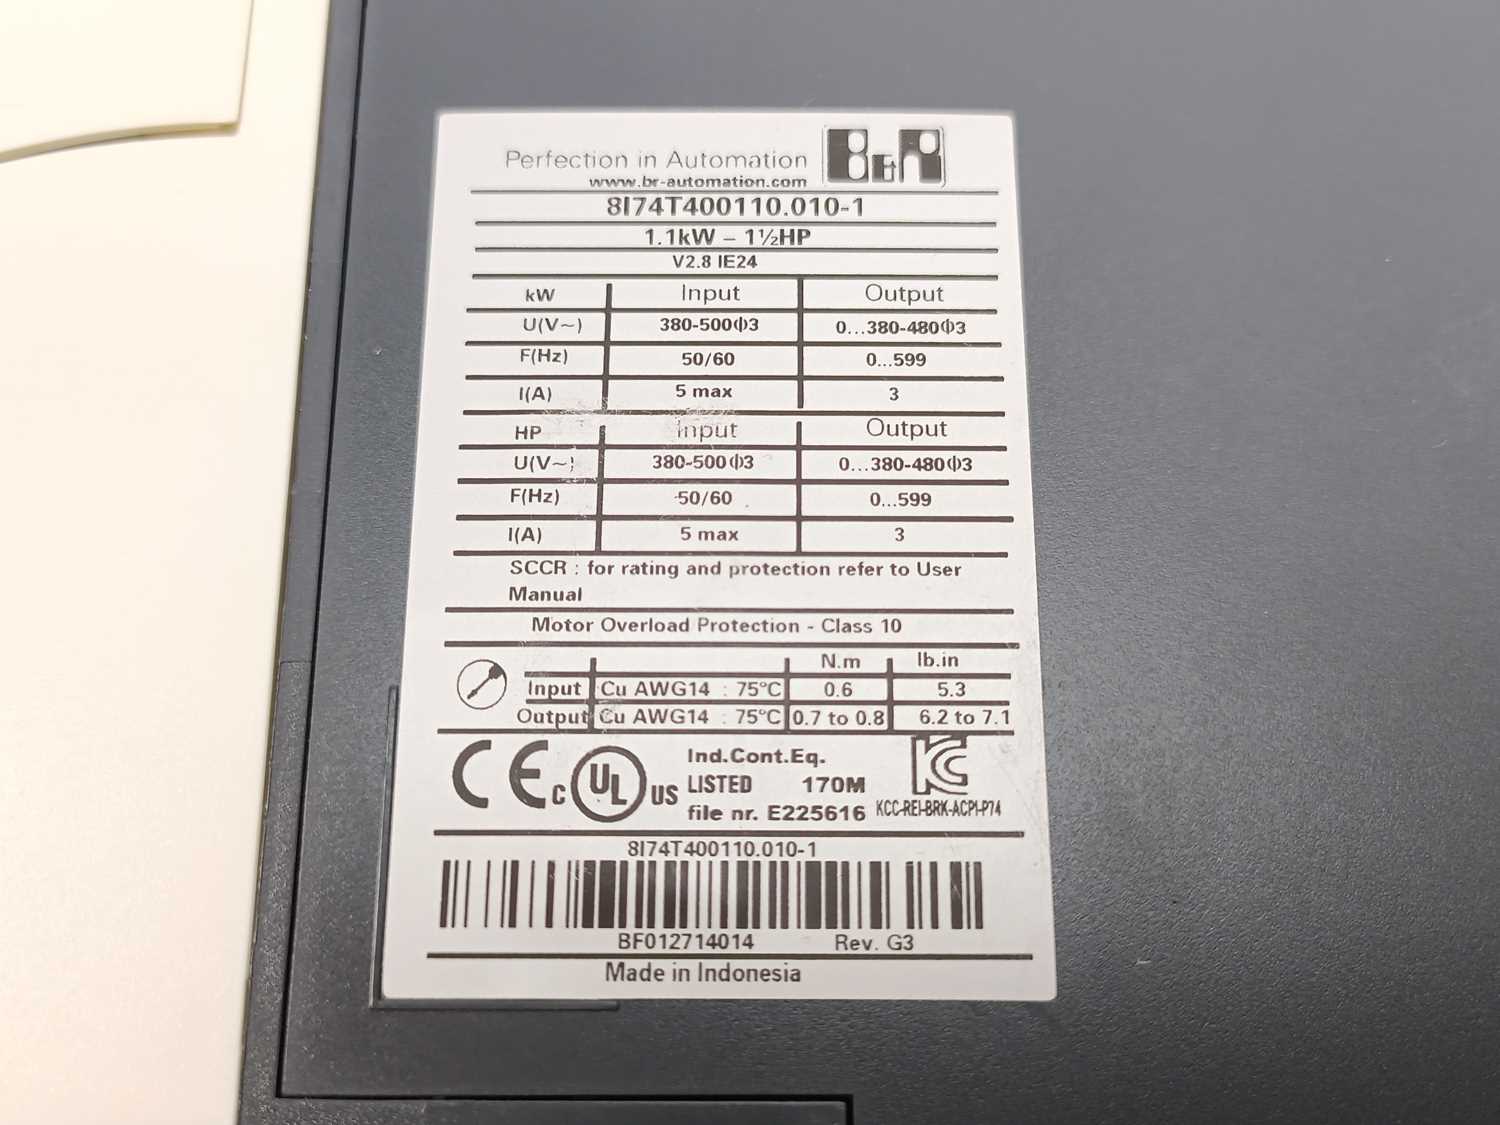 Perfection in Automation B&R
www.br-automation.com
8I74T400110.010-1
1.1kW – 1½HP
V2.8 IE24
kW Input Output
U(V~) 380-500ф3 0...380-480ф3
F(Hz) 50/60 0...599
I(A) 5 max 3
HP Input Output
U(V~) 380-500ф3 0...380-480ф3
F(Hz) 50/60 0...599
I(A) 5 max 3
SCCR : for rating and protection refer to User
Manual
Motor Overload Protection - Class 10
N.m lb.in
Input Cu AWG14 : 75°C 0.6 5.3
Output Cu AWG14 : 75°C 0.7 to 0.8 6.2 to 7.1
CE c UL us
Ind.Cont.Eq.
LISTED 170M
file nr. E225616
KC
KCC-REI-BRK-ACPI-P74
8I74T400110.010-1
BF012714014 Rev. G3
Made in Indonesia